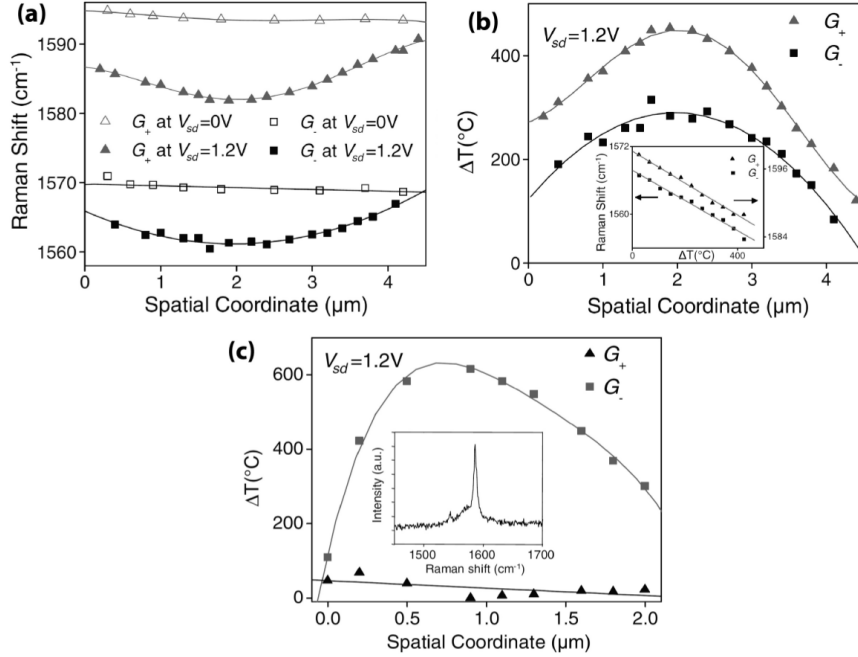 (a)
Raman Shift (cm⁻¹)
1590
1580
1570
1560
G₊ at Vsd=0V
G₋ at Vsd=0V
G₊ at Vsd=1.2V
G₋ at Vsd=1.2V
0
1
2
3
4
Spatial Coordinate (μm)
(b)
Vsd=1.2V
G₊
G₋
ΔT(°C)
400
200
0
1572
1560
Raman Shift (cm⁻¹)
G₊
G₋
1596
1584
0
ΔT(°C)
400
0
1
2
3
4
Spatial Coordinate (μm)
(c)
Vsd=1.2V
G₊
G₋
ΔT(°C)
600
400
200
0
Intensity (a.u.)
1500
1600
1700
Raman shift (cm⁻¹)
0.0
0.5
1.0
1.5
2.0
Spatial Coordinate (μm)